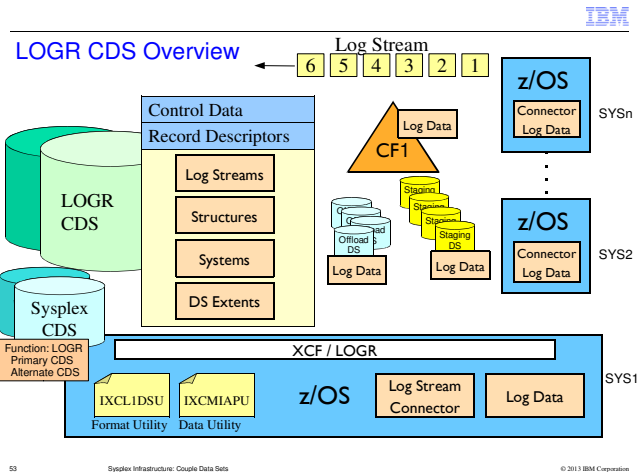 IBM
LOGR CDS Overview
Log Stream
6 5 4 3 2 1
z/OS
Connector
Log Data
SYSn
Control Data
Record Descriptors
Log Streams
Structures
Systems
DS Extents
LOGR
CDS
Log Data
CF1
Staging
Staging
Staging
Staging
DS
Offload
DS
Log Data
Log Data
z/OS
Connector
Log Data
SYS2
Sysplex
CDS
Function: LOGR
Primary CDS
Alternate CDS
XCF / LOGR
IXCL1DSU
Format Utility
IXCMIAPU
Data Utility
z/OS
Log Stream
Connector
Log Data
SYS1
53
Sysplex Infrastructure: Couple Data Sets
© 2013 IBM Corporation